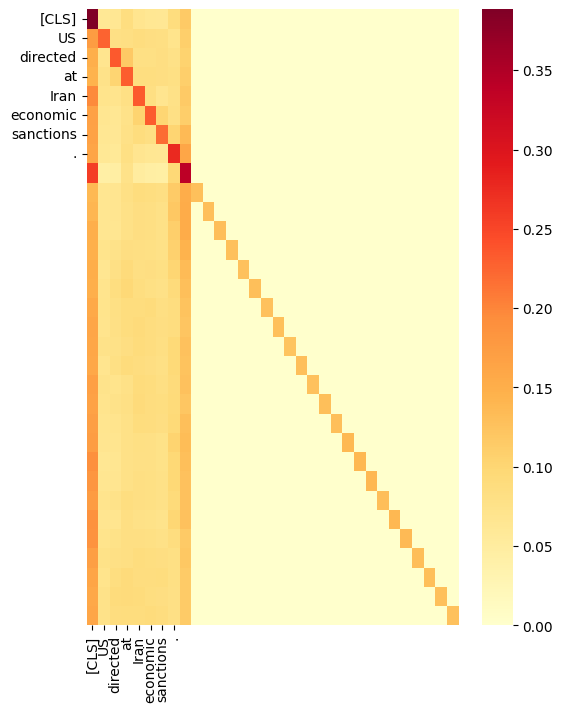 [CLS]
US
directed
at
Iran
economic
sanctions
.
0.35
0.30
0.25
0.20
0.15
0.10
0.05
0.00
[CLS]
US
directed
at
Iran
economic
sanctions
.